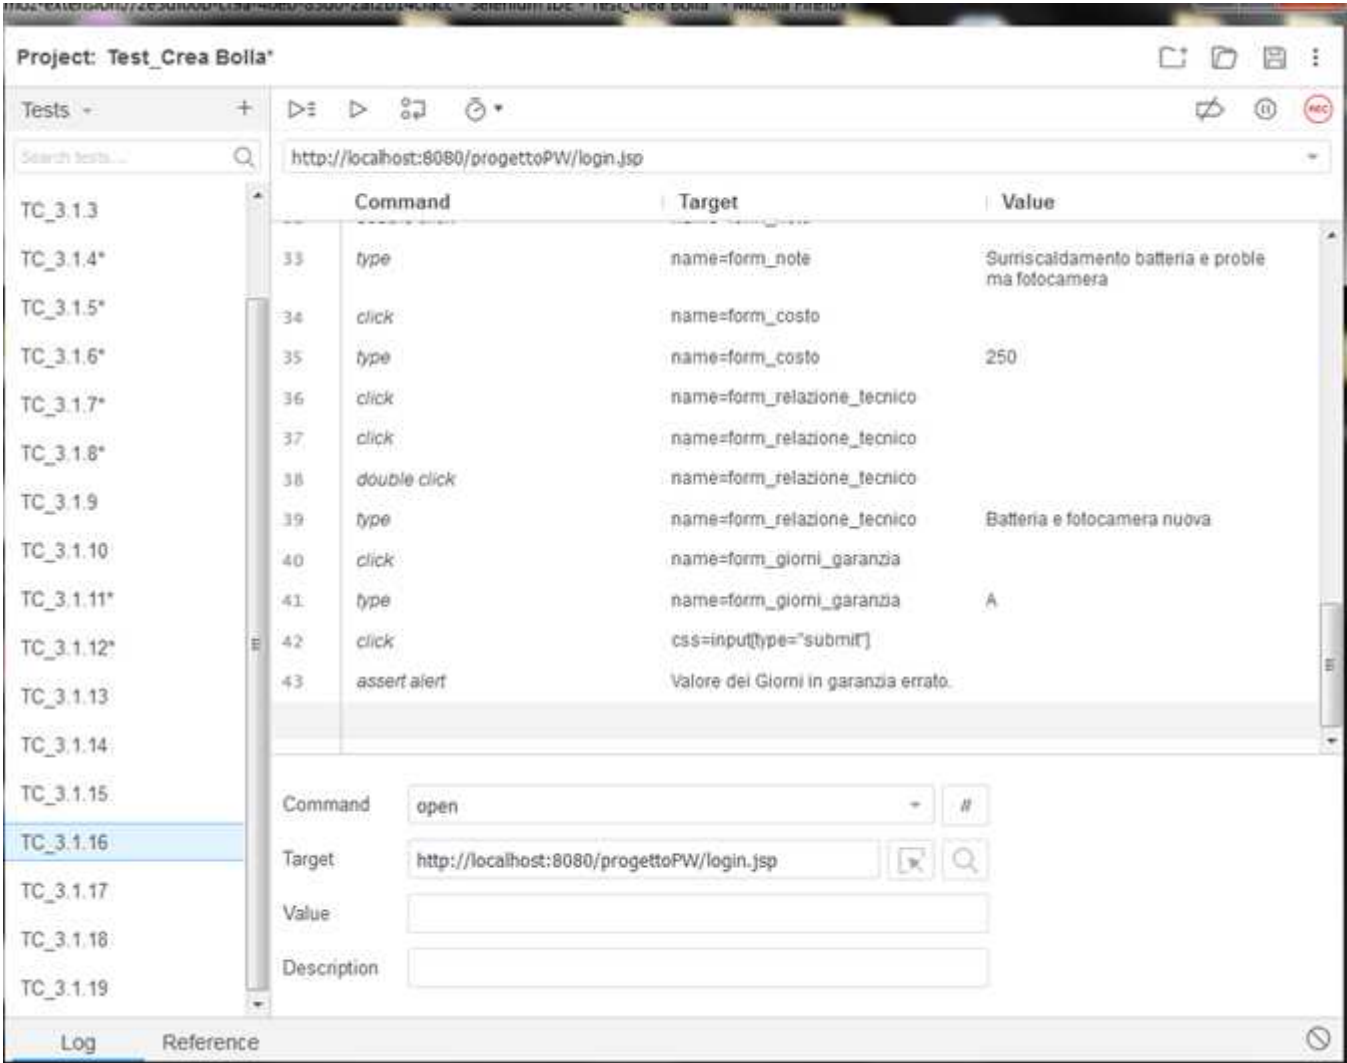 Project: Test_Crea Bolla*
Tests
+
Search tests...
REC
http://localhost:8080/progettoPW/login.jsp
Command Target Value
TC_3.1.3
TC_3.1.4*
TC_3.1.5*
TC_3.1.6*
TC_3.1.7*
TC_3.1.8*
TC_3.1.9
TC_3.1.10
TC_3.1.11*
TC_3.1.12*
TC_3.1.13
TC_3.1.14
TC_3.1.15
TC_3.1.16
TC_3.1.17
TC_3.1.18
TC_3.1.19
33 type name=form_note Surriscaldamento batteria e proble
ma fotocamera
34 click name=form_costo
35 type name=form_costo 250
36 click name=form_relazione_tecnico
37 click name=form_relazione_tecnico
38 double click name=form_relazione_tecnico
39 type name=form_relazione_tecnico Batteria e fotocamera nuova
40 click name=form_giorni_garanzia
41 type name=form_giorni_garanzia A
42 click css=input[type="submit"]
43 assert alert Valore dei Giorni in garanzia errato.
Command open //
Target http://localhost:8080/progettoPW/login.jsp
Value
Description
Log Reference